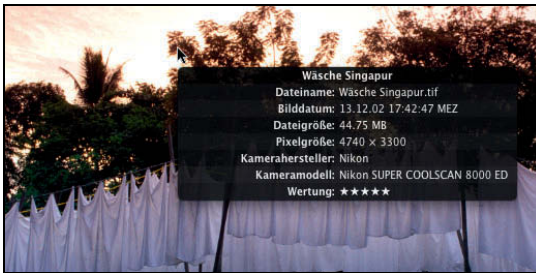 Wäsche Singapur
Dateiname: Wäsche Singapur.tif
Bilddatum: 13.12.02 17:42:47 MEZ
Dateigröße: 44.75 MB
Pixelgröße: 4740 × 3300
Kamerahersteller: Nikon
Kameramodell: Nikon SUPER COOLSCAN 8000 ED
Wertung: ★★★★★